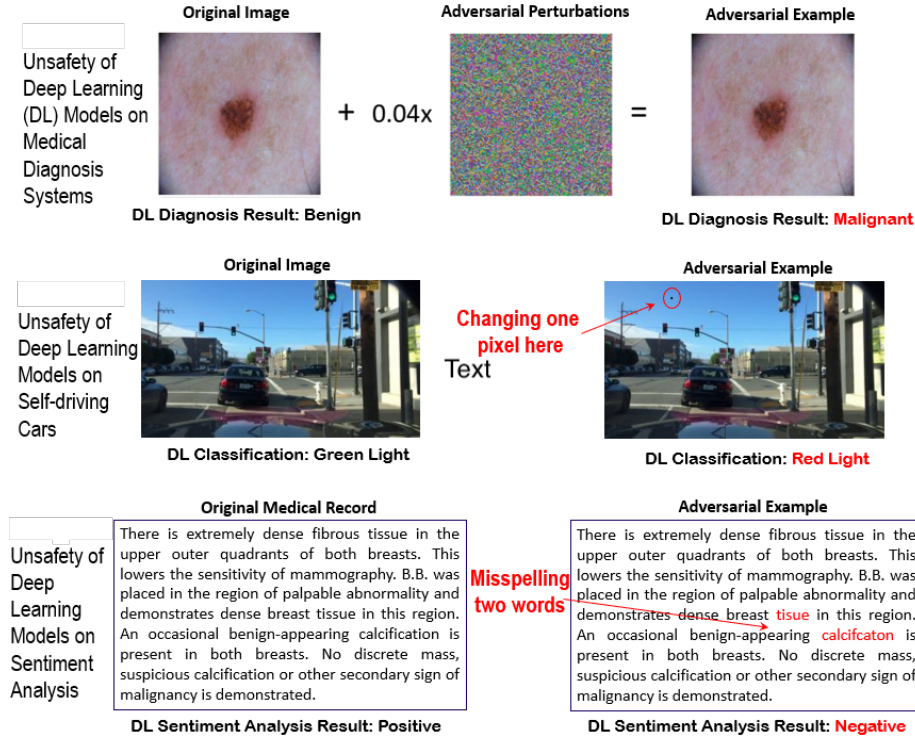 Original Image
Adversarial Perturbations
Adversarial Example
Unsafety of
Deep Learning
(DL) Models on
Medical
Diagnosis
Systems
+ 0.04x
=
DL Diagnosis Result: Benign
DL Diagnosis Result: Malignant
Original Image
Adversarial Example
Unsafety of
Deep Learning
Models on
Self-driving
Cars
Changing one
pixel here
Text
DL Classification: Green Light
DL Classification: Red Light
Original Medical Record
Adversarial Example
Unsafety of
Deep
Learning
Models on
Sentiment
Analysis
There is extremely dense fibrous tissue in the
upper outer quadrants of both breasts. This
lowers the sensitivity of mammography. B.B. was
placed in the region of palpable abnormality and
demonstrates dense breast tissue in this region.
An occasional benign-appearing calcification is
present in both breasts. No discrete mass,
suspicious calcification or other secondary sign of
malignancy is demonstrated.
Misspelling
two words
There is extremely dense fibrous tissue in the
upper outer quadrants of both breasts. This
lowers the sensitivity of mammography. B.B. was
placed in the region of palpable abnormality and
demonstrates dense breast tisue in this region.
An occasional benign-appearing calcifcaton is
present in both breasts. No discrete mass,
suspicious calcification or other secondary sign of
malignancy is demonstrated.
DL Sentiment Analysis Result: Positive
DL Sentiment Analysis Result: Negative